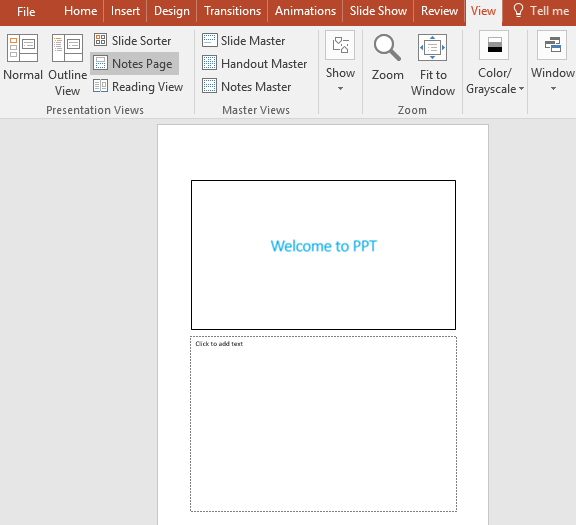 File Home Insert Design Transitions Animations Slide Show Review View Tell me
Normal
Outline View
Slide Sorter
Notes Page
Reading View
Presentation Views
Slide Master
Handout Master
Notes Master
Master Views
Show
Zoom
Fit to Window
Zoom
Color/ Grayscale
Window
Welcome to PPT
Click to add text